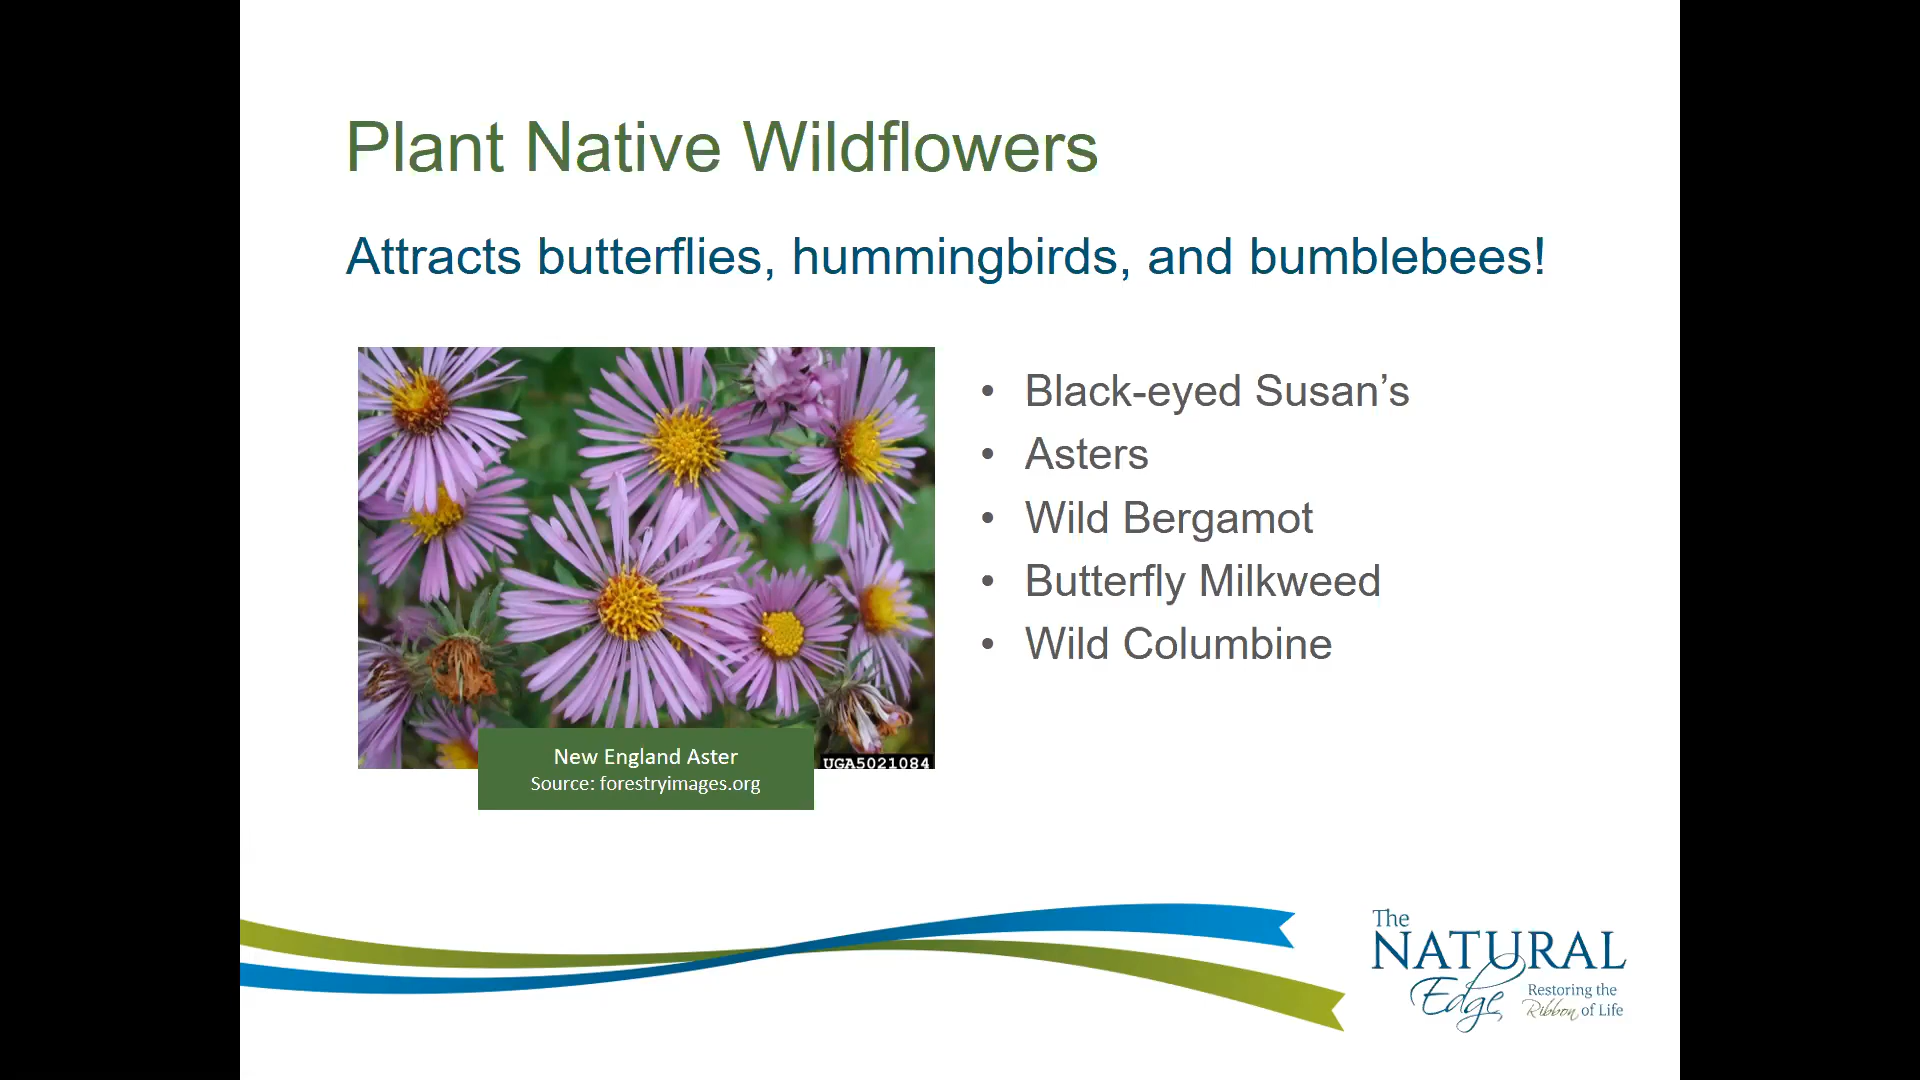 Plant Native Wildflowers
Attracts butterflies, hummingbirds, and bumblebees!
• Black-eyed Susan’s
• Asters
• Wild Bergamot
• Butterfly Milkweed
• Wild Columbine
UGA5021084
New England Aster
Source: forestryimages.org
The
NATURAL
Edge
Restoring the
Ribbon of Life